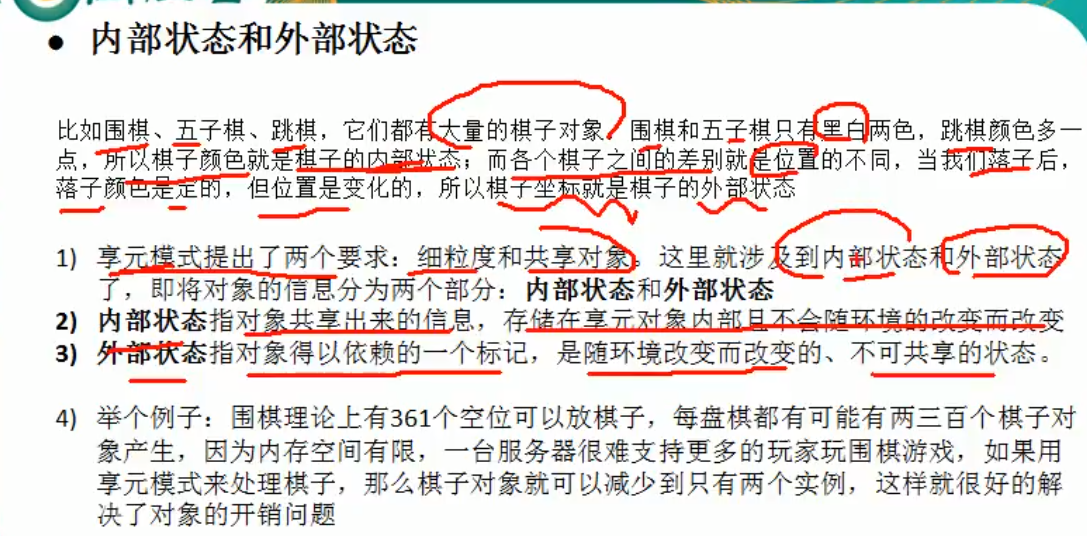 ● 内部状态和外部状态
比如围棋、五子棋、跳棋，它们都有大量的棋子对象，围棋和五子棋只有黑白两色，跳棋颜色多一
点，所以棋子颜色就是棋子的内部状态；而各个棋子之间的差别就是位置的不同，当我们落子后，
落子颜色是定的，但位置是变化的，所以棋子坐标就是棋子的外部状态
1) 享元模式提出了两个要求：细粒度和共享对象。这里就涉及到内部状态和外部状态
了，即将对象的信息分为两个部分：内部状态和外部状态
2) 内部状态指对象共享出来的信息，存储在享元对象内部且不会随环境的改变而改变
3) 外部状态指对象得以依赖的一个标记，是随环境改变而改变的、不可共享的状态。
4) 举个例子：围棋理论上有361个空位可以放棋子，每盘棋都有可能有两三百个棋子对
象产生，因为内存空间有限，一台服务器很难支持更多的玩家玩围棋游戏，如果用
享元模式来处理棋子，那么棋子对象就可以减少到只有两个实例，这样就很好的解
决了对象的开销问题